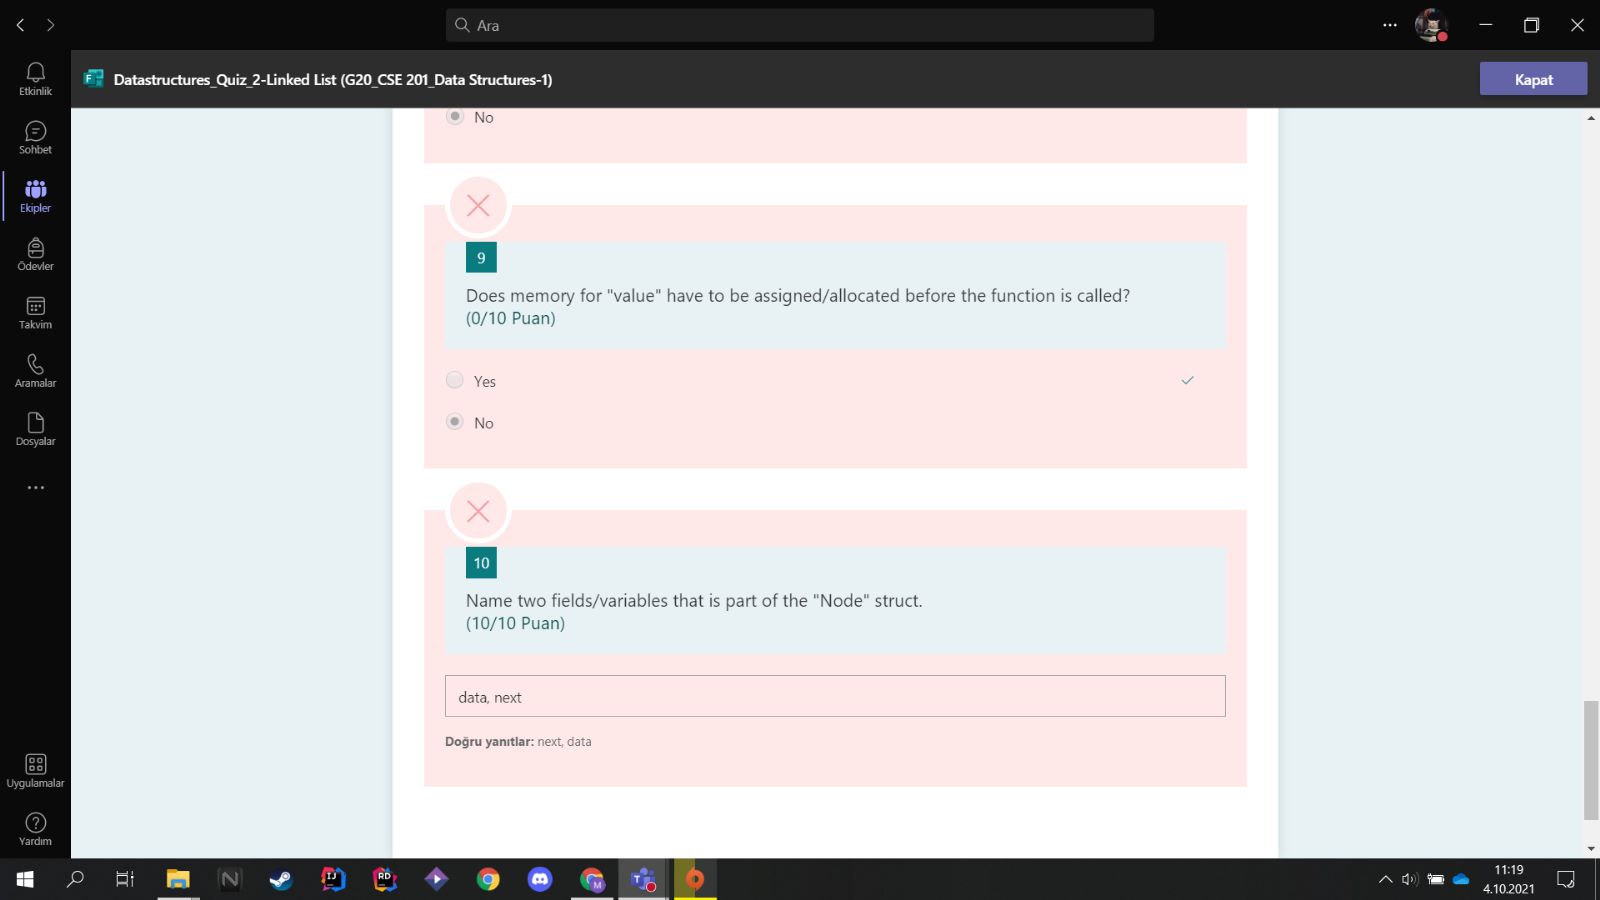 Ara
Etkinlik
Sohbet
Ekipler
Ödevler
Takvim
Aramalar
Dosyalar
Uygulamalar
Yardım
Datastructures_Quiz_2-Linked List (G20_CSE 201_Data Structures-1)
Kapat
No
9
Does memory for "value" have to be assigned/allocated before the function is called?
(0/10 Puan)
Yes
No
10
Name two fields/variables that is part of the "Node" struct.
(10/10 Puan)
data, next
Doğru yanıtlar: next, data
11:19
4.10.2021